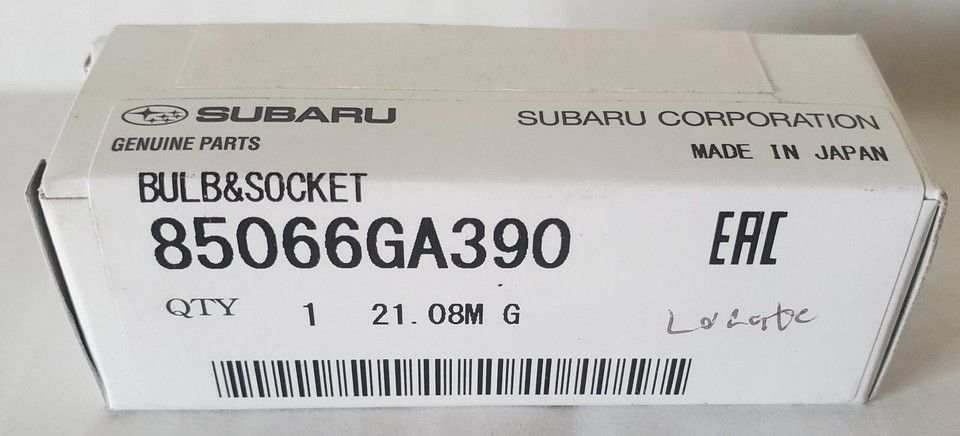 SUBARU SUBARU CORPORATION
GENUINE PARTS MADE IN JAPAN
BULB&SOCKET
85066GA390 EAC
QTY 1 21.08M G